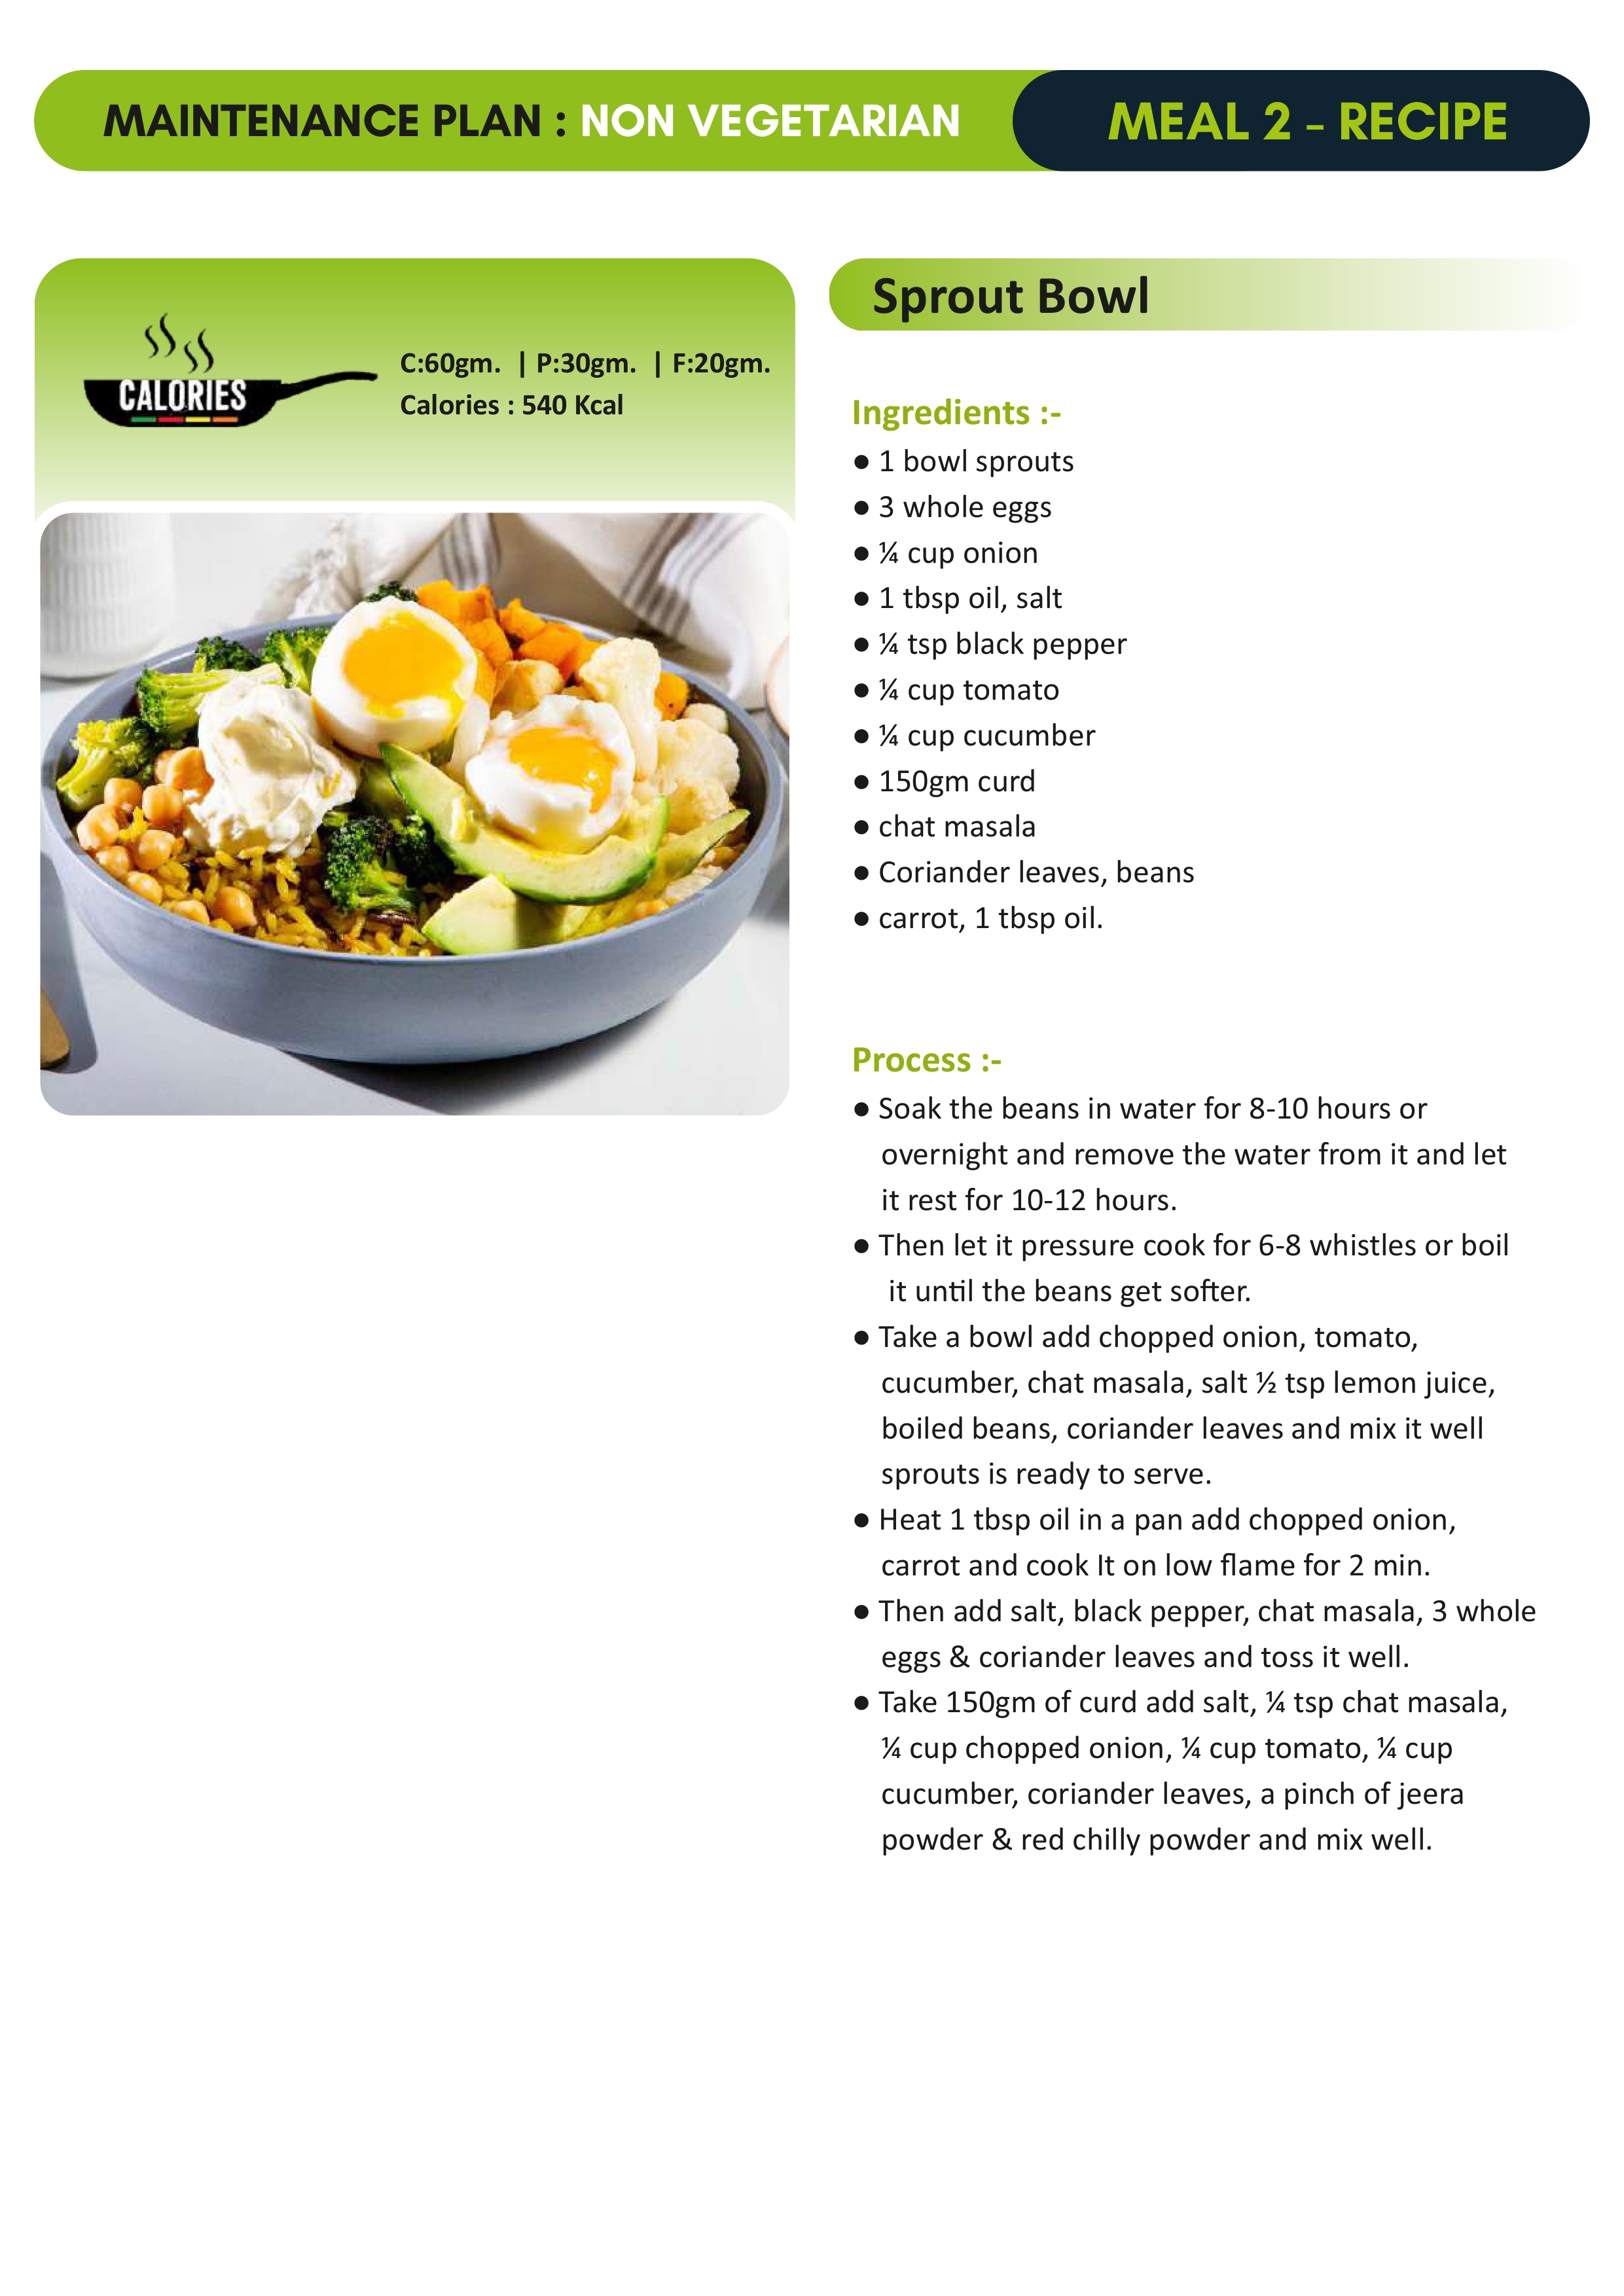 MAINTENANCE PLAN : NON VEGETARIAN
MEAL 2 - RECIPE
CALORIES
C:60gm. | P:30gm. | F:20gm.
Calories : 540 Kcal
Sprout Bowl
Ingredients :-
● 1 bowl sprouts
● 3 whole eggs
● ¼ cup onion
● 1 tbsp oil, salt
● ¼ tsp black pepper
● ¼ cup tomato
● ¼ cup cucumber
● 150gm curd
● chat masala
● Coriander leaves, beans
● carrot, 1 tbsp oil.
Process :-
● Soak the beans in water for 8-10 hours or
overnight and remove the water from it and let
it rest for 10-12 hours.
● Then let it pressure cook for 6-8 whistles or boil
it until the beans get softer.
● Take a bowl add chopped onion, tomato,
cucumber, chat masala, salt ½ tsp lemon juice,
boiled beans, coriander leaves and mix it well
sprouts is ready to serve.
● Heat 1 tbsp oil in a pan add chopped onion,
carrot and cook It on low flame for 2 min.
● Then add salt, black pepper, chat masala, 3 whole
eggs & coriander leaves and toss it well.
● Take 150gm of curd add salt, ¼ tsp chat masala,
¼ cup chopped onion, ¼ cup tomato, ¼ cup
cucumber, coriander leaves, a pinch of jeera
powder & red chilly powder and mix well.